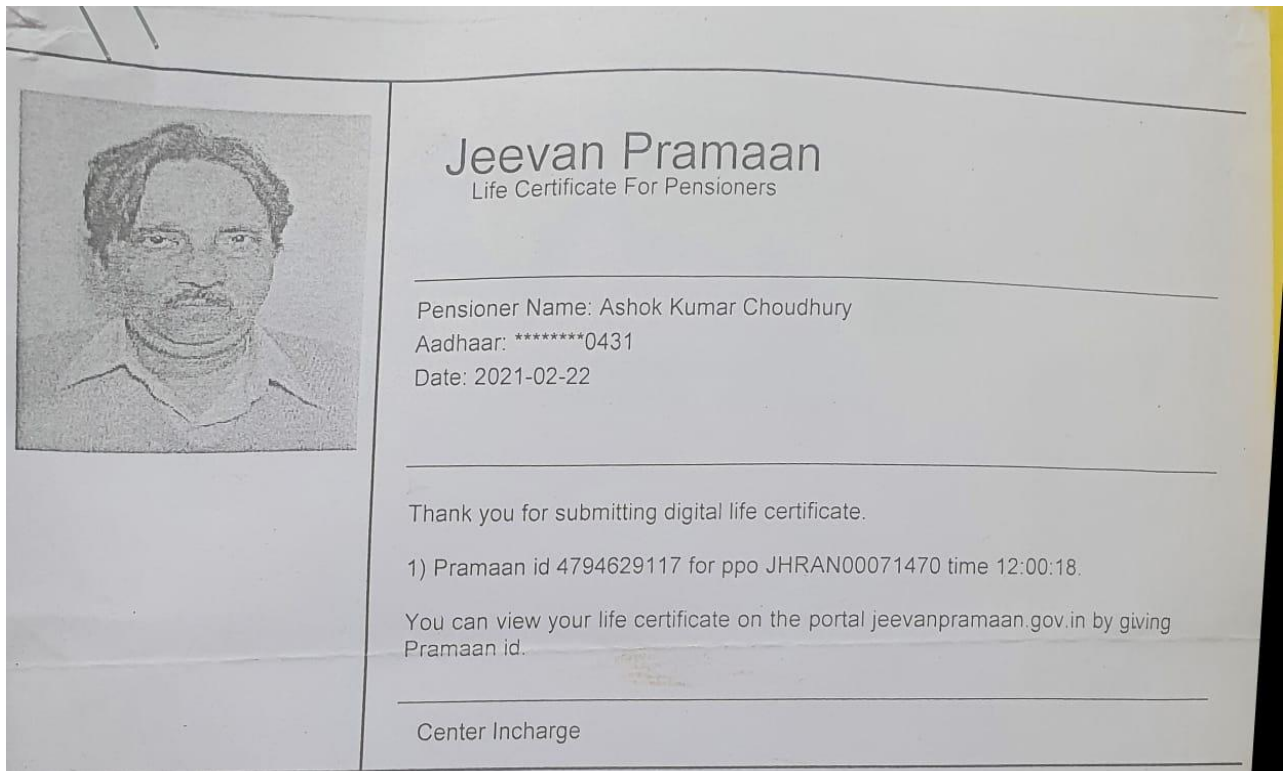 Jeevan Pramaan
Life Certificate For Pensioners
Pensioner Name: Ashok Kumar Choudhury
Aadhaar: ********0431
Date: 2021-02-22
Thank you for submitting digital life certificate.
1) Pramaan id 4794629117 for ppo JHRAN00071470 time 12:00:18.
You can view your life certificate on the portal jeevanpramaan.gov.in by giving
Pramaan id.
Center Incharge